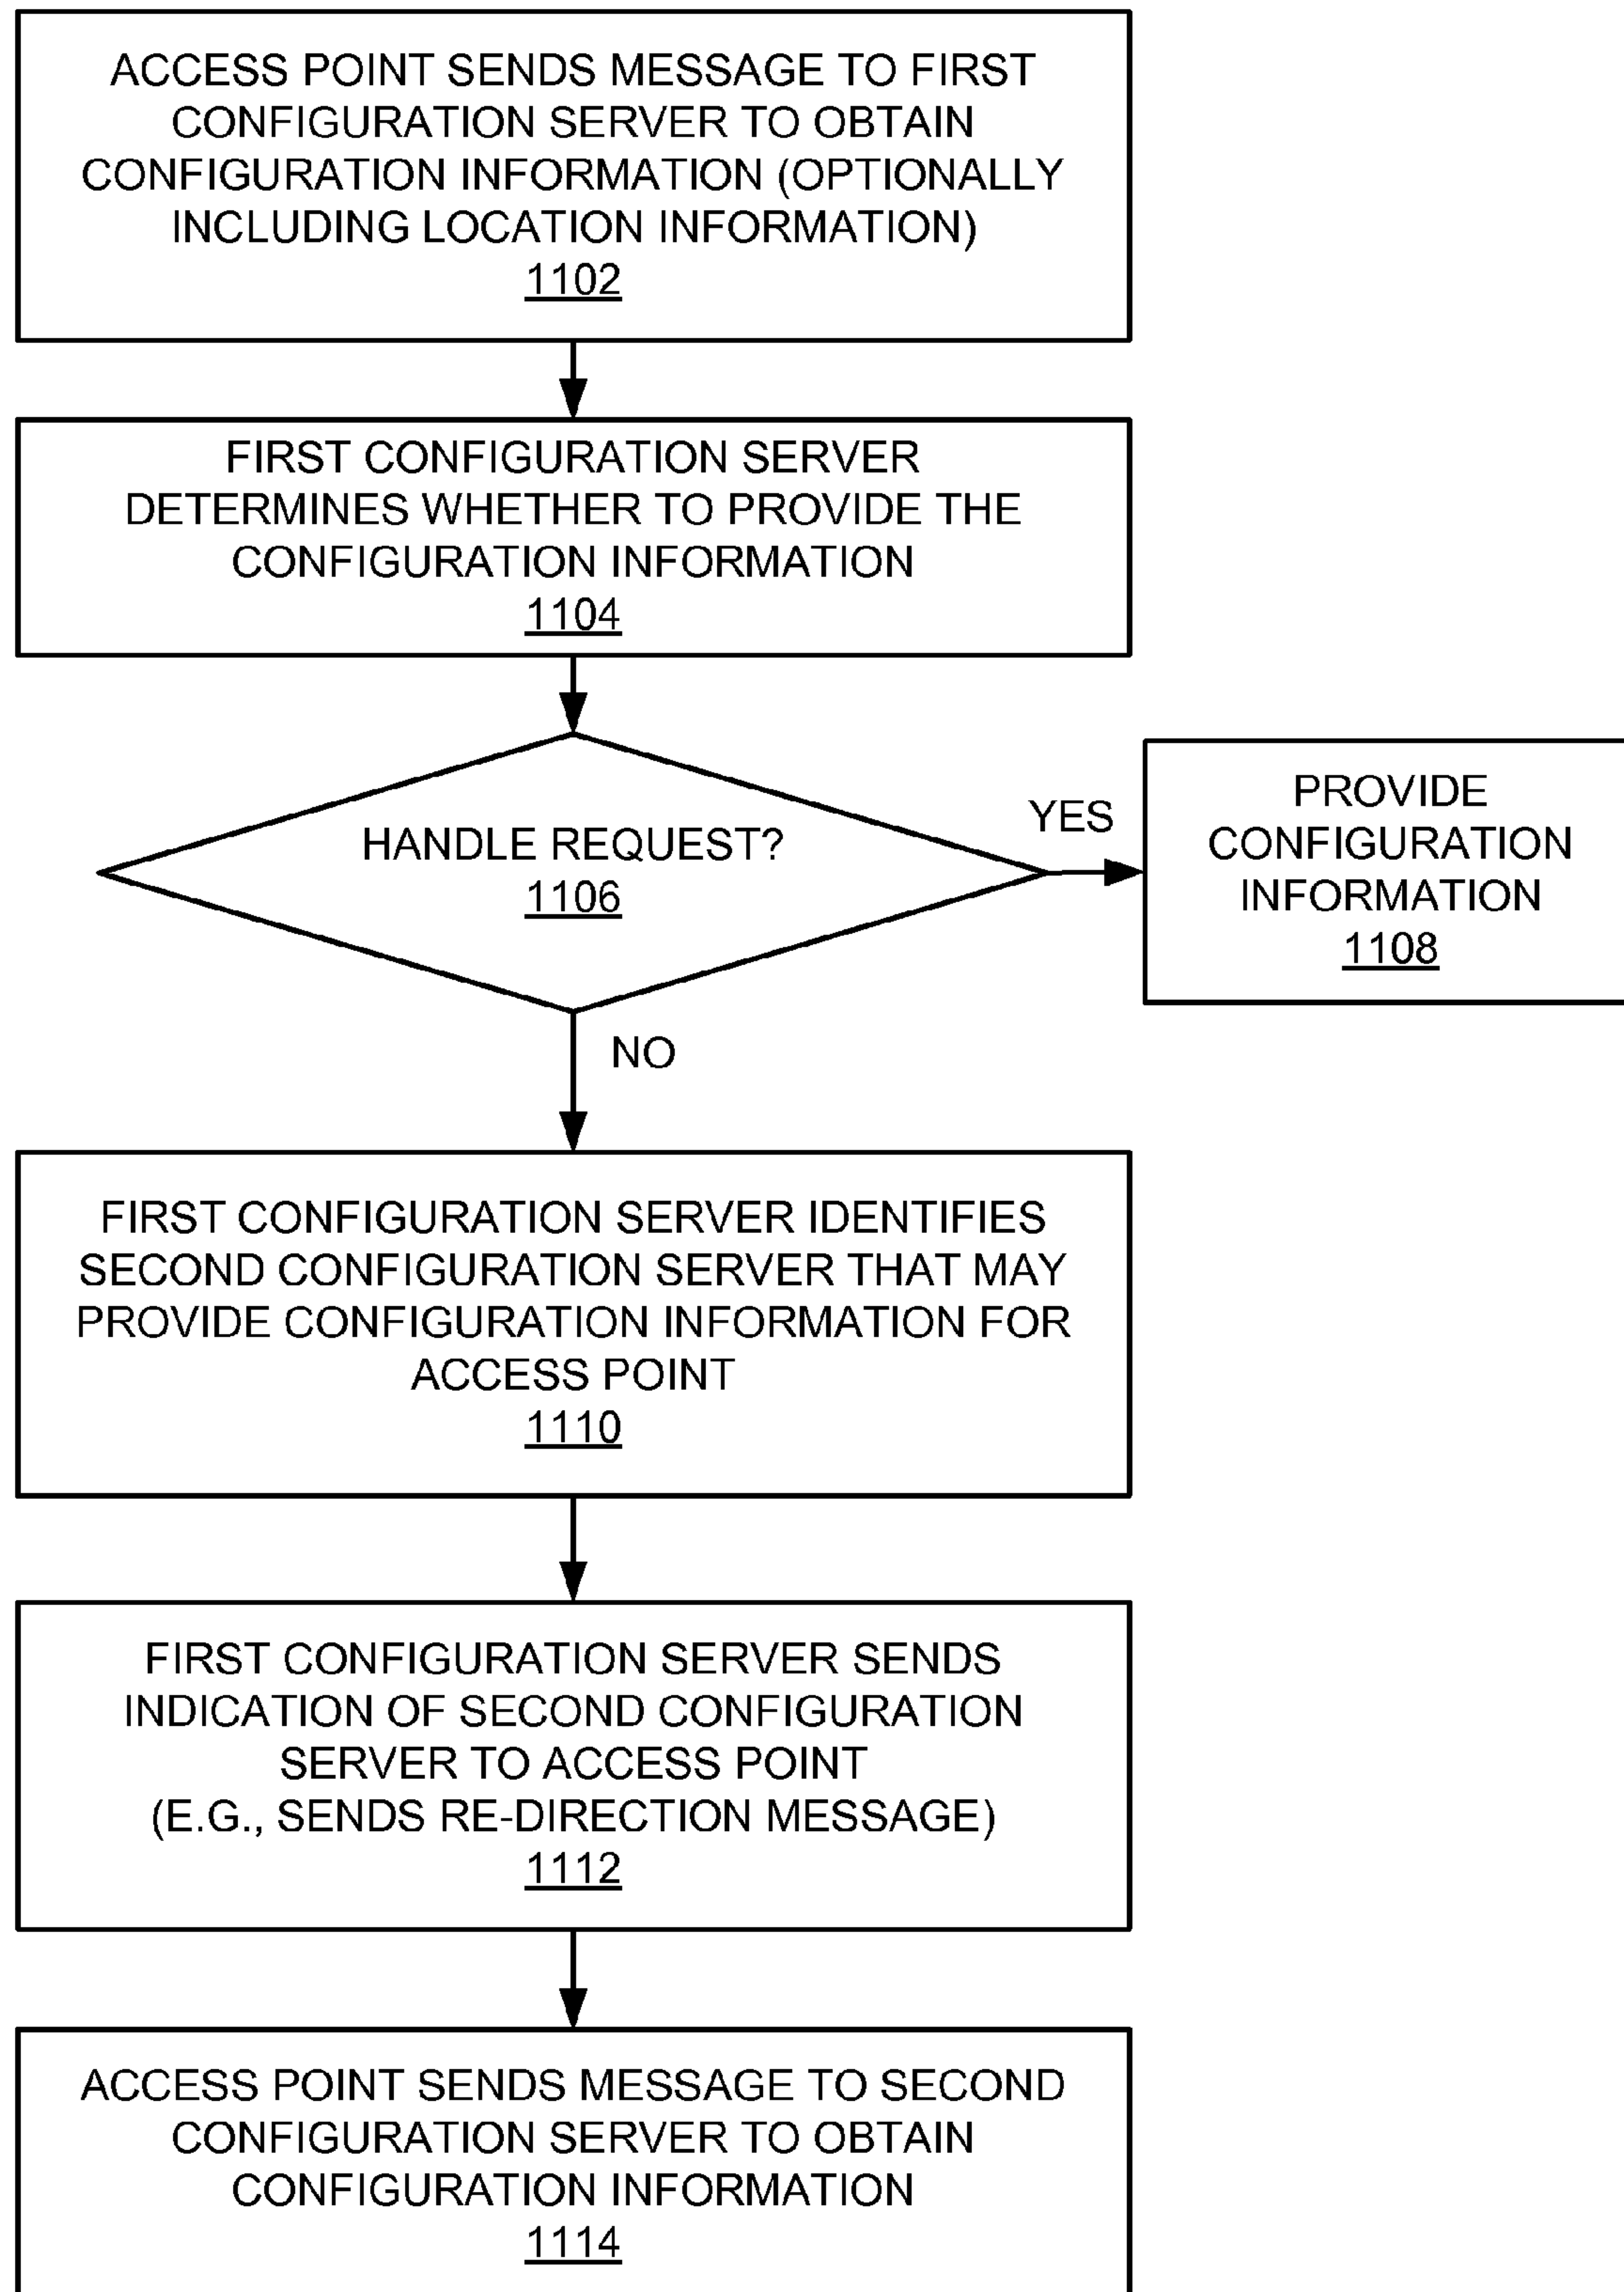 ACCESS POINT SENDS MESSAGE TO FIRST
CONFIGURATION SERVER TO OBTAIN
CONFIGURATION INFORMATION (OPTIONALLY
INCLUDING LOCATION INFORMATION)
1102
FIRST CONFIGURATION SERVER
DETERMINES WHETHER TO PROVIDE THE
CONFIGURATION INFORMATION
1104
HANDLE REQUEST?
1106
YES
PROVIDE
CONFIGURATION
INFORMATION
1108
NO
FIRST CONFIGURATION SERVER IDENTIFIES
SECOND CONFIGURATION SERVER THAT MAY
PROVIDE CONFIGURATION INFORMATION FOR
ACCESS POINT
1110
FIRST CONFIGURATION SERVER SENDS
INDICATION OF SECOND CONFIGURATION
SERVER TO ACCESS POINT
(E.G., SENDS RE-DIRECTION MESSAGE)
1112
ACCESS POINT SENDS MESSAGE TO SECOND
CONFIGURATION SERVER TO OBTAIN
CONFIGURATION INFORMATION
1114